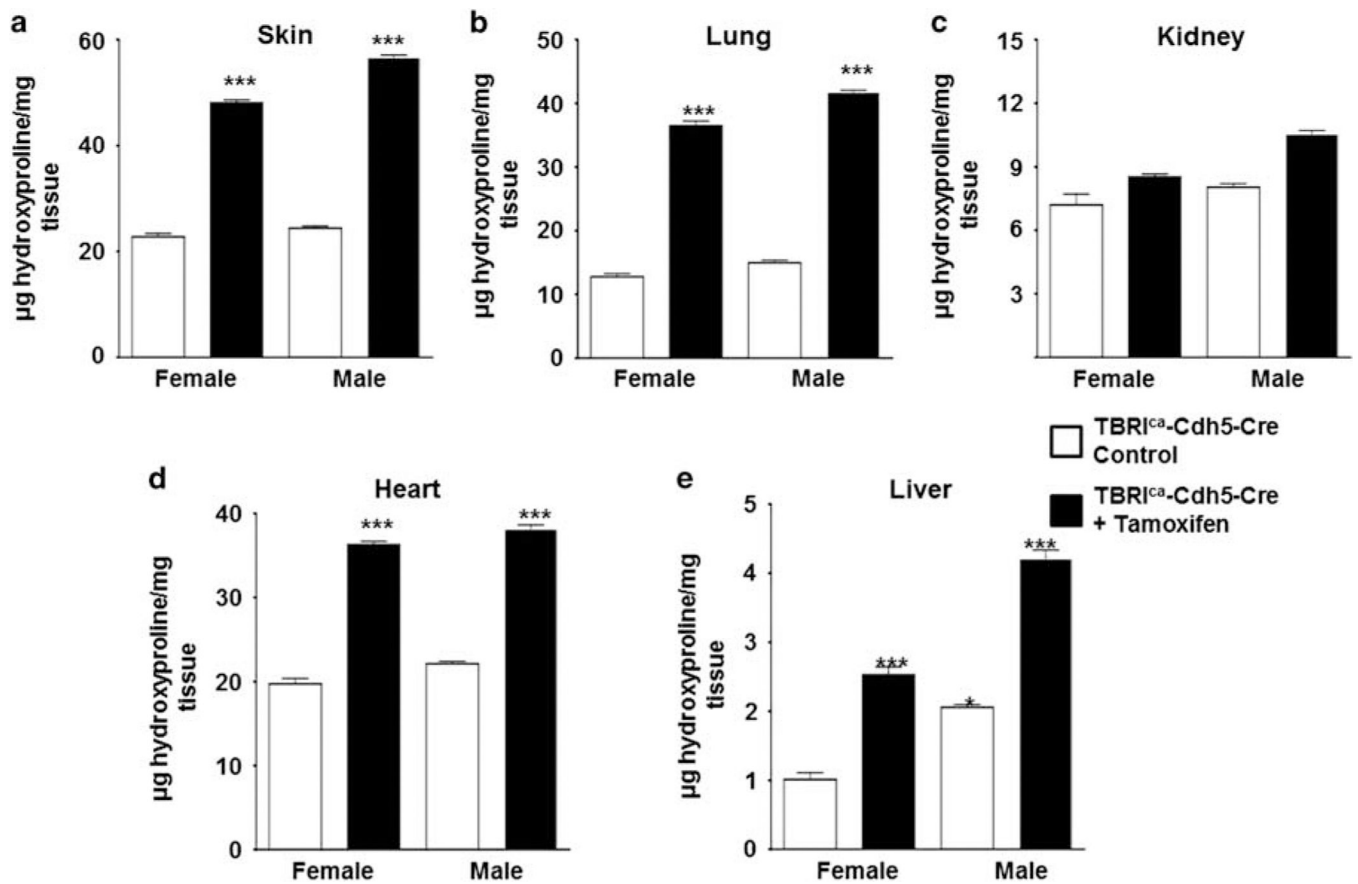 a
Skin
µg hydroxyproline/mg
tissue
60
40
20
0
***
***
Female
Male
b
Lung
µg hydroxyproline/mg
tissue
50
40
30
20
10
0
***
***
Female
Male
c
Kidney
µg hydroxyproline/mg
tissue
15
12
9
6
3
Female
Male
TBRIᶜᵃ-Cdh5-Cre
Control
TBRIᶜᵃ-Cdh5-Cre
+ Tamoxifen
d
Heart
µg hydroxyproline/mg
tissue
40
30
20
10
0
***
***
Female
Male
e
Liver
µg hydroxyproline/mg
tissue
5
4
3
2
1
0
***
*
***
Female
Male